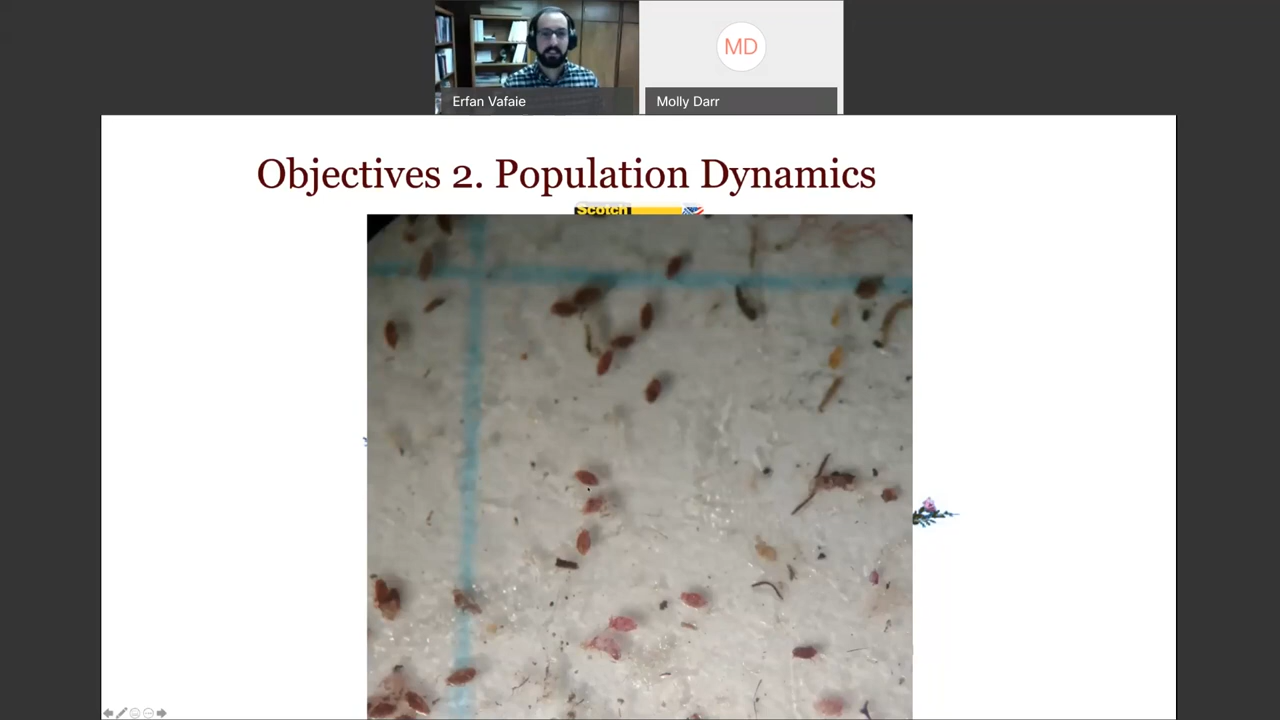 MD
Erfan Vafaie
Molly Darr
Objectives 2. Population Dynamics
Scotch